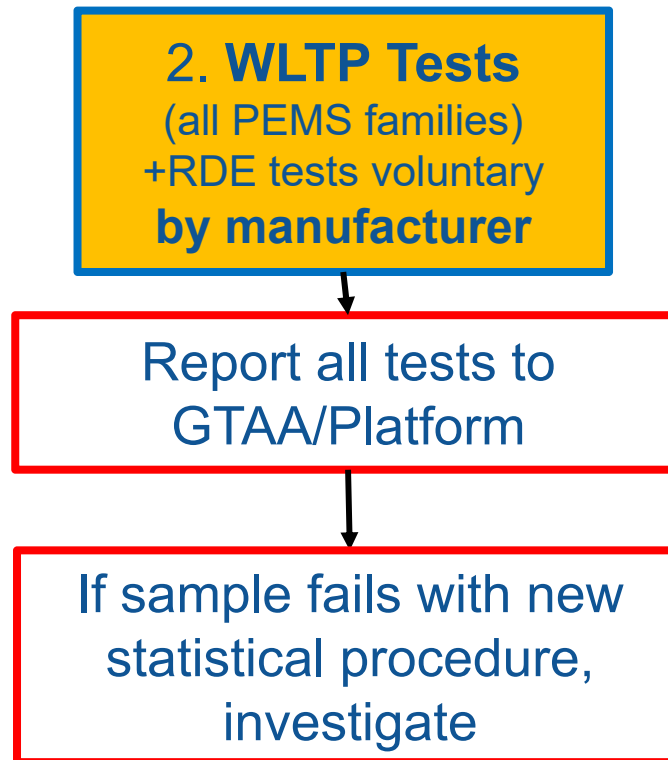 2. WLTP Tests
(all PEMS families)
+RDE tests voluntary
by manufacturer
Report all tests to
GTAA/Platform
If sample fails with new
statistical procedure,
investigate